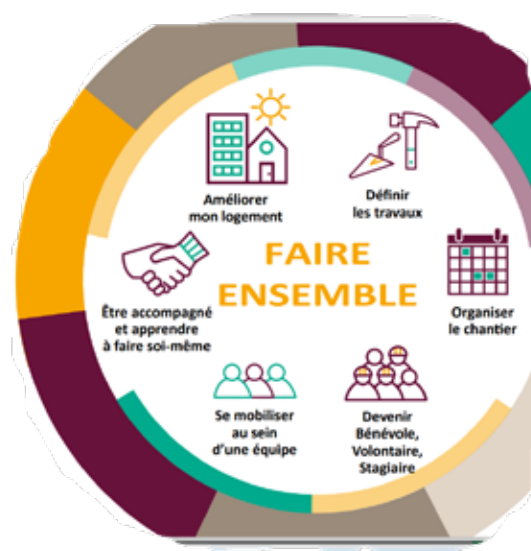 Améliorer
mon logement
Définir
les travaux
FAIRE
ENSEMBLE
Être accompagné
et apprendre
à faire soi-même
Organiser
le chantier
Se mobiliser
au sein
d'une équipe
Devenir
Bénévole,
Volontaire,
Stagiaire